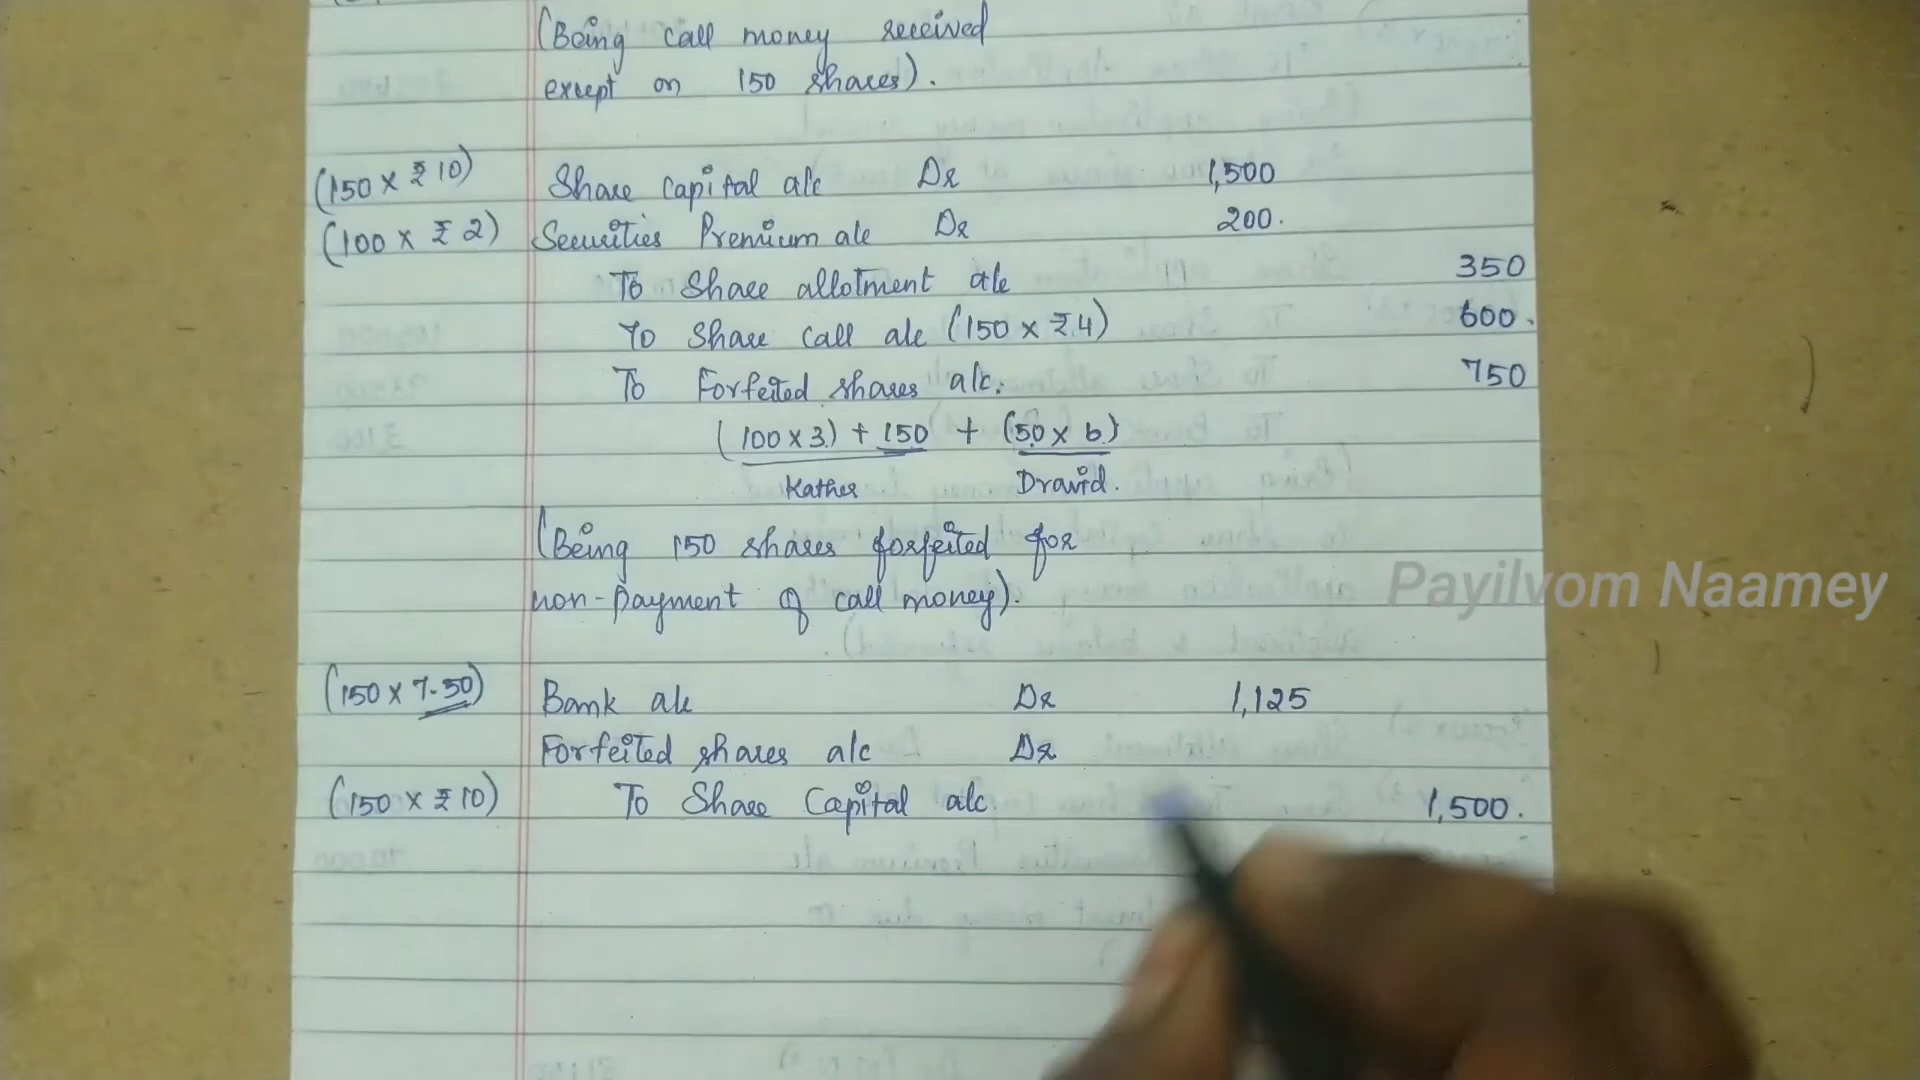 (Being call money received
except on 150 shares).
(150 x ₹10) Share capital a/c Dr 1,500
(100 x ₹ 2) Securities Premium a/c Dr 200.
To Share allotment a/c 350
To Share Call a/c (150 x ₹4) 600.
To Forfeited shares a/c. 750
(100 x 3) + 150 + (50 x 6)
Kather Dravid.
(Being 150 shares forfeited for
non-payment of call money).
Payilvom Naamey
(150 x 7.50) Bank a/c Dr 1,125
Forfeited shares a/c Dr
(150 x ₹10) To Share Capital a/c 1,500.